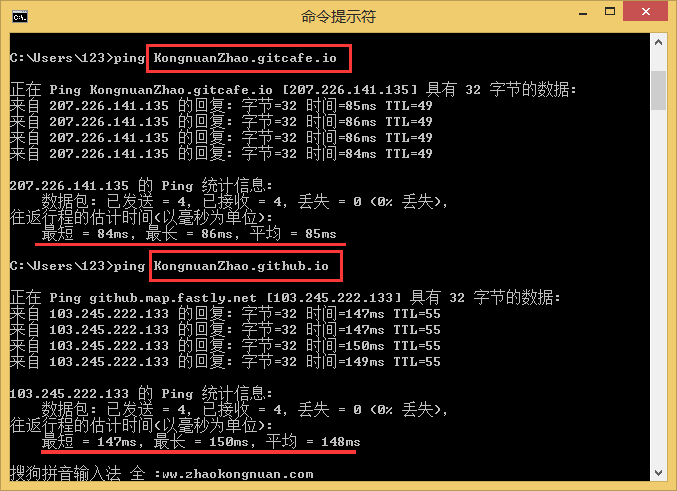 命令提示符
C:\Users\123>ping KongnuanZhao.gitcafe.io
正在 Ping KongnuanZhao.gitcafe.io [207.226.141.135] 具有 32 字节的数据:
来自 207.226.141.135 的回复: 字节=32 时间=85ms TTL=49
来自 207.226.141.135 的回复: 字节=32 时间=86ms TTL=49
来自 207.226.141.135 的回复: 字节=32 时间=86ms TTL=49
来自 207.226.141.135 的回复: 字节=32 时间=84ms TTL=49
207.226.141.135 的 Ping 统计信息:
数据包: 已发送 = 4, 已接收 = 4, 丢失 = 0 (0% 丢失),
往返行程的估计时间(以毫秒为单位):
最短 = 84ms, 最长 = 86ms, 平均 = 85ms
C:\Users\123>ping KongnuanZhao.github.io
正在 Ping github.map.fastly.net [103.245.222.133] 具有 32 字节的数据:
来自 103.245.222.133 的回复: 字节=32 时间=147ms TTL=55
来自 103.245.222.133 的回复: 字节=32 时间=147ms TTL=55
来自 103.245.222.133 的回复: 字节=32 时间=150ms TTL=55
来自 103.245.222.133 的回复: 字节=32 时间=149ms TTL=55
103.245.222.133 的 Ping 统计信息:
数据包: 已发送 = 4, 已接收 = 4, 丢失 = 0 (0% 丢失),
往返行程的估计时间(以毫秒为单位):
最短 = 147ms, 最长 = 150ms, 平均 = 148ms
搜狗拼音输入法 全 :ww.zhaokongnuan.com